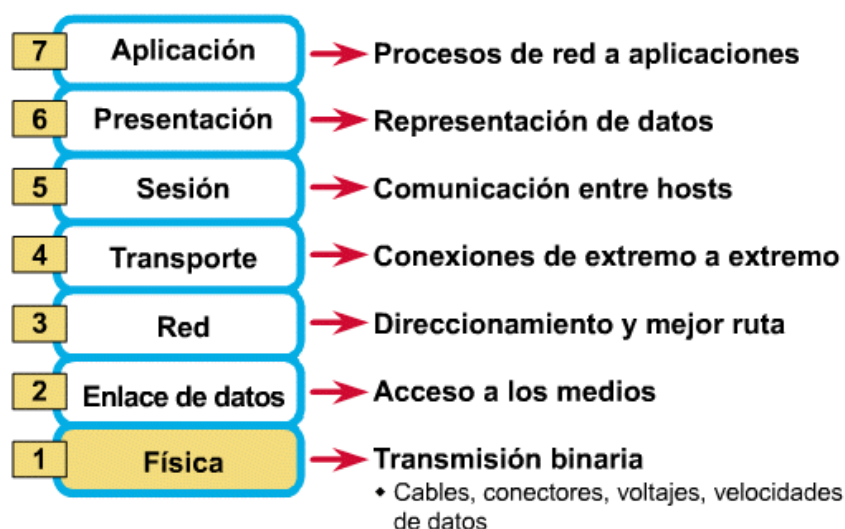 7 Aplicación Procesos de red a aplicaciones
6 Presentación Representación de datos
5 Sesión Comunicación entre hosts
4 Transporte Conexiones de extremo a extremo
3 Red Direccionamiento y mejor ruta
2 Enlace de datos Acceso a los medios
1 Física Transmisión binaria
Cables, conectores, voltajes, velocidades
de datos